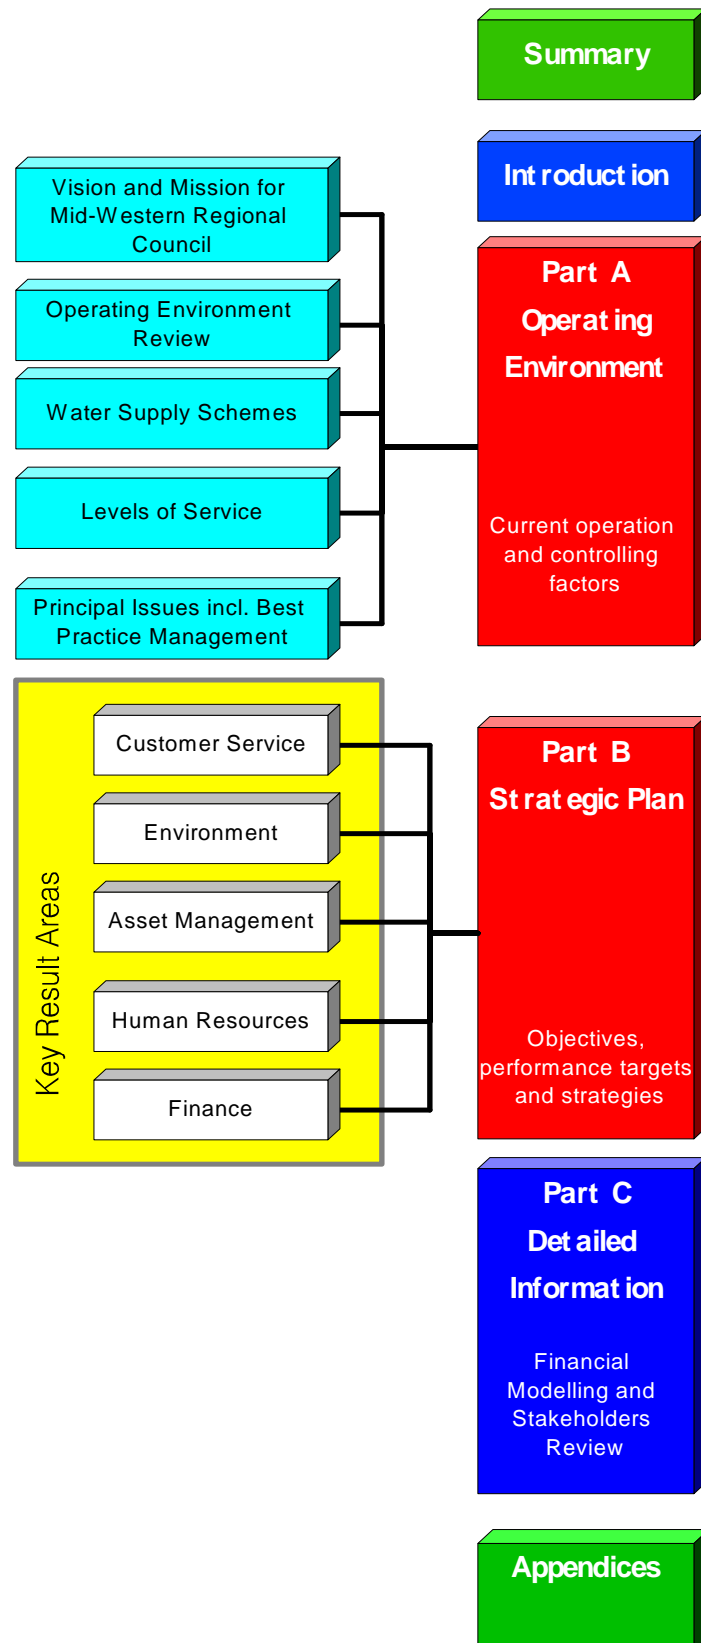 Summary
Introduction
Vision and Mission for
Mid-Western Regional
Council
Operating Environment
Review
Water Supply Schemes
Levels of Service
Principal Issues incl. Best
Practice Management
Part A
Operating
Environment
Current operation
and controlling
factors
Key Result Areas
Customer Service
Environment
Asset Management
Human Resources
Finance
Part B
Strategic Plan
Objectives,
performance targets
and strategies
Part C
Detailed
Information
Financial
Modelling and
Stakeholders
Review
Appendices